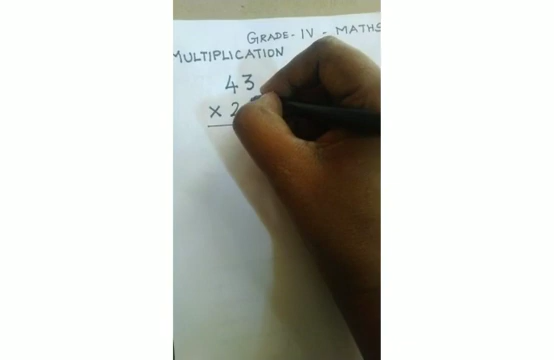 GRADE - IV - MATHS
MULTIPLICATION
43
× 2